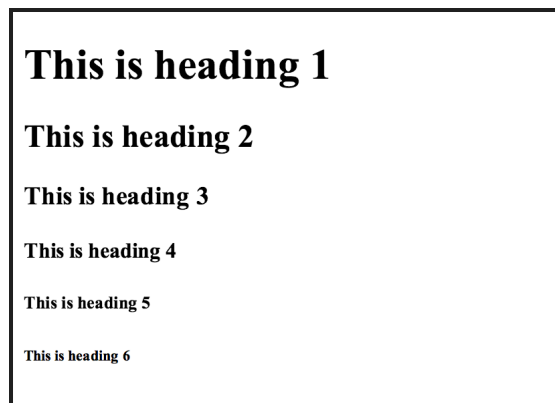 This is heading 1
This is heading 2
This is heading 3
This is heading 4
This is heading 5
This is heading 6